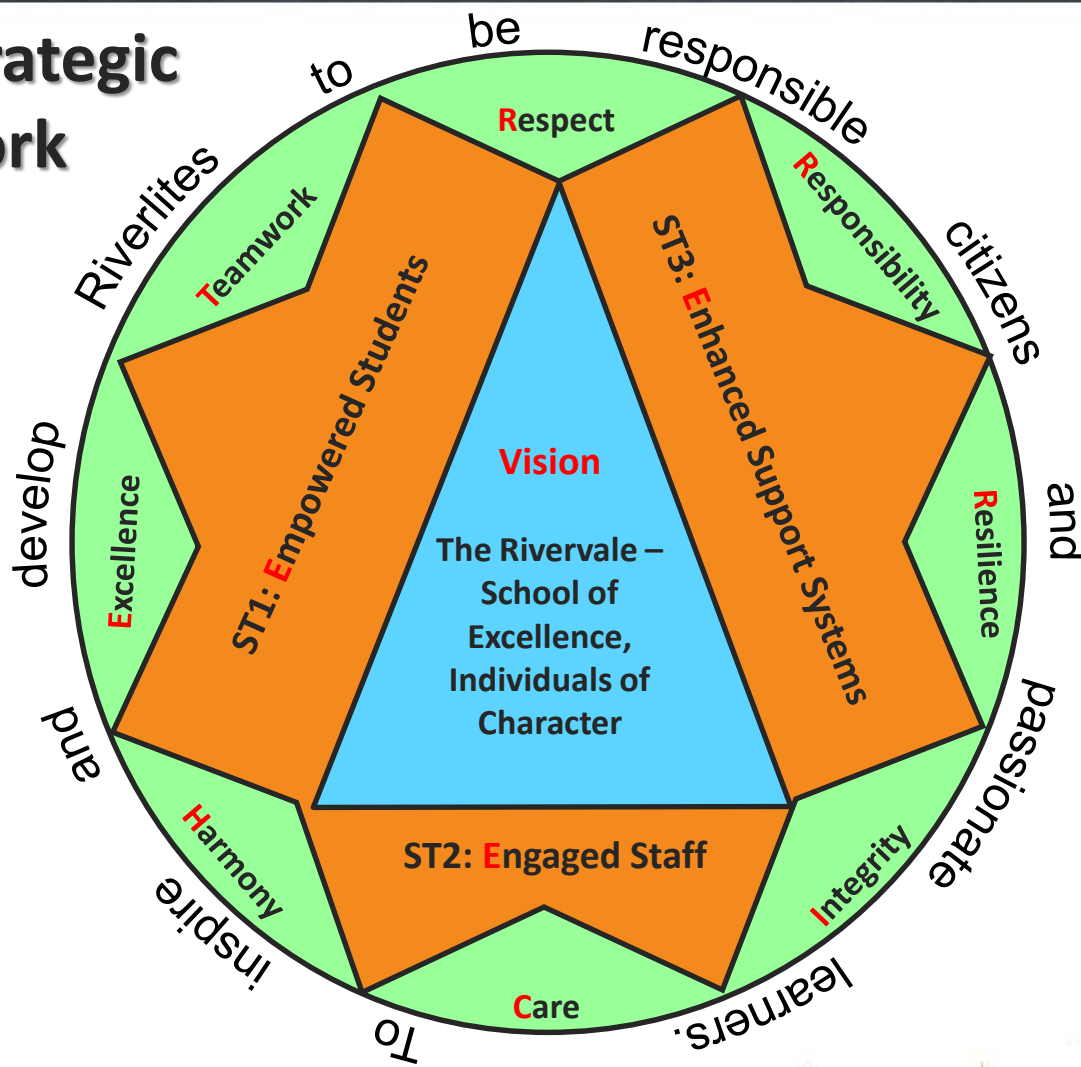 rategic
ork
To inspire and develop Riverlites to be responsible citizens and passionate learners.
Respect
Responsibility
Resilience
Integrity
Care
Harmony
Excellence
Teamwork
ST1: Empowered Students
ST2: Engaged Staff
ST3: Enhanced Support Systems
Vision
The Rivervale –
School of
Excellence,
Individuals of
Character